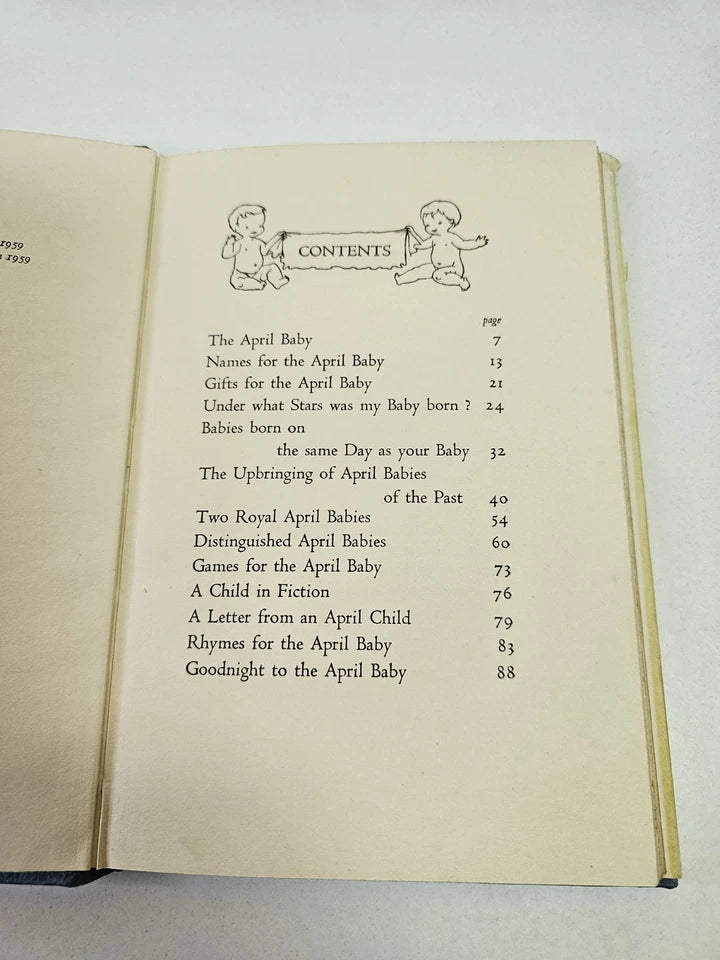 1959
1959
CONTENTS
page
The April Baby 7
Names for the April Baby 13
Gifts for the April Baby 21
Under what Stars was my Baby born ? 24
Babies born on
the same Day as your Baby 32
The Upbringing of April Babies
of the Past 40
Two Royal April Babies 54
Distinguished April Babies 60
Games for the April Baby 73
A Child in Fiction 76
A Letter from an April Child 79
Rhymes for the April Baby 83
Goodnight to the April Baby 88